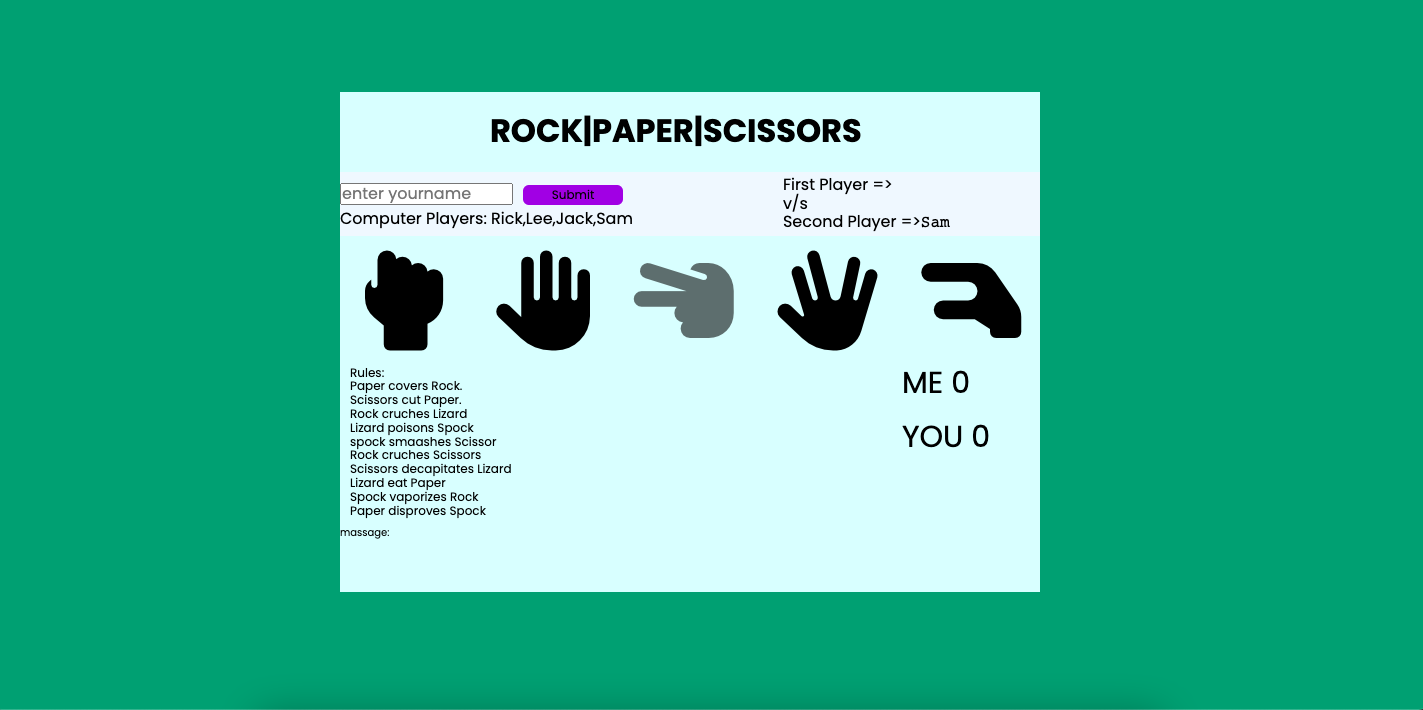 ROCK|PAPER|SCISSORS
enter yourname
Submit
Computer Players: Rick,Lee,Jack,Sam
First Player =>
v/s
Second Player =>Sam
Rules:
Paper covers Rock.
Scissors cut Paper.
Rock cruches Lizard
Lizard poisons Spock
spock smaashes Scissor
Rock cruches Scissors
Scissors decapitates Lizard
Lizard eat Paper
Spock vaporizes Rock
Paper disproves Spock
ME 0
YOU 0
massage: